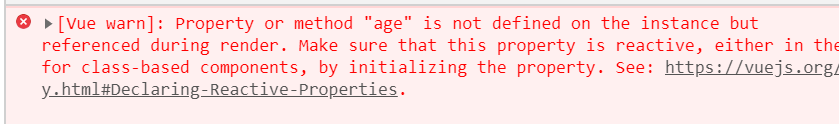 [Vue warn]: Property or method "age" is not defined on the instance but
referenced during render. Make sure that this property is reactive, either in the
for class-based components, by initializing the property. See: https://vuejs.org/
y.html#Declaring-Reactive-Properties.